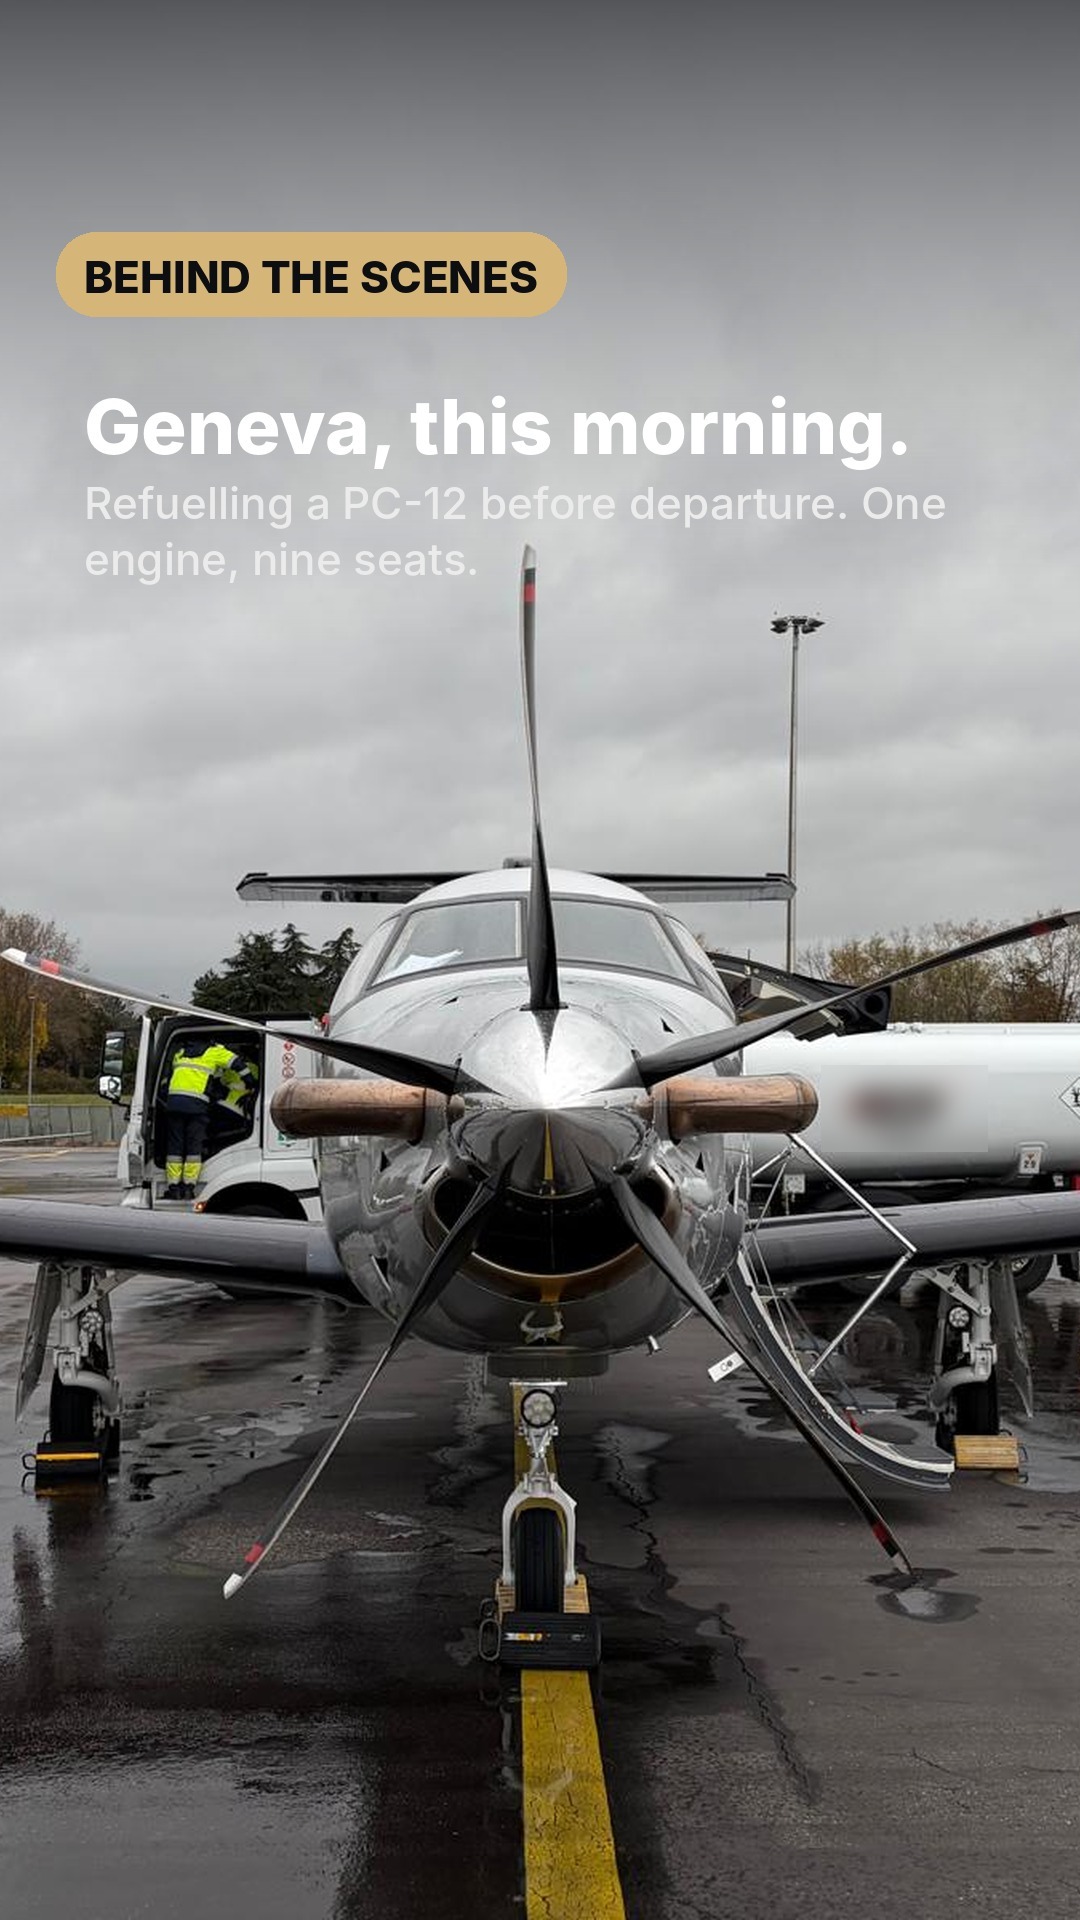 BEHIND THE SCENES
Geneva, this morning.
Refuelling a PC-12 before departure. One
engine, nine seats.